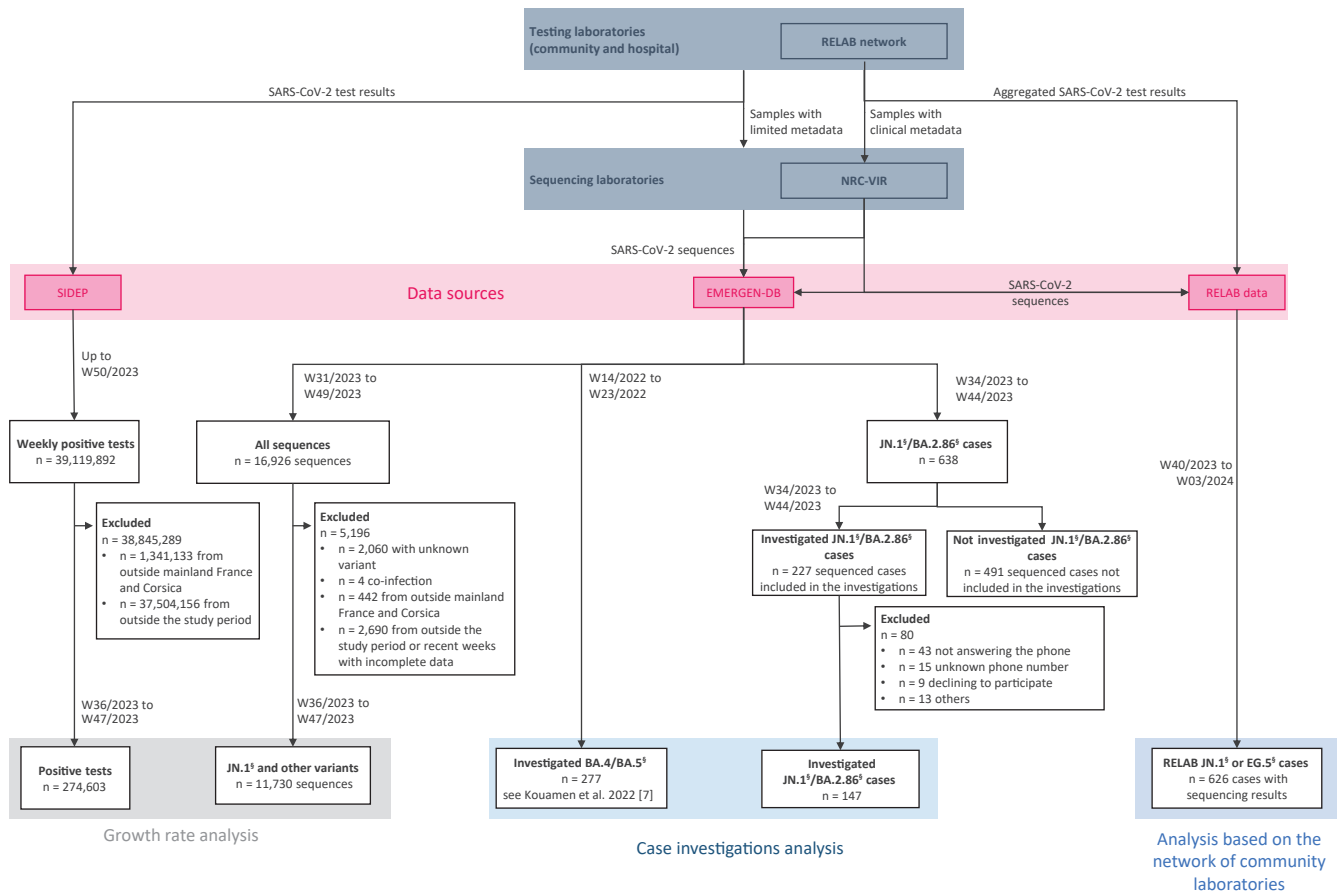 Testing laboratories
(community and hospital)
RELAB network
SARS-CoV-2 test results
Aggregated SARS-CoV-2 test results
Samples with
limited metadata
Samples with
clinical metadata
Sequencing laboratories
NRC-VIR
SARS-CoV-2 sequences
SIDEP
Data sources
EMERGEN-DB
SARS-CoV-2
sequences
RELAB data
Up to
W50/2023
W31/2023 to
W49/2023
W14/2022 to
W23/2022
W34/2023 to
W44/2023
Weekly positive tests
n = 39,119,892
All sequences
n = 16,926 sequences
JN.1§/BA.2.86§ cases
n = 638
W40/2023 to
W03/2024
W34/2023 to
W44/2023
Excluded
n = 38,845,289
• n = 1,341,133 from
outside mainland France
and Corsica
• n = 37,504,156 from
outside the study period
Excluded
n = 5,196
• n = 2,060 with unknown
variant
• n = 4 co-infection
• n = 442 from outside mainland
France and Corsica
• n = 2,690 from outside the
study period or recent weeks
with incomplete data
Investigated JN.1§/BA.2.86§
cases
n = 227 sequenced cases
included in the investigations
Not investigated JN.1§/BA.2.86§
cases
n = 491 sequenced cases not
included in the investigations
Excluded
n = 80
• n = 43 not answering the phone
• n = 15 unknown phone number
• n = 9 declining to participate
• n = 13 others
W36/2023 to
W47/2023
W36/2023 to
W47/2023
Positive tests
n = 274,603
JN.1§ and other variants
n = 11,730 sequences
Investigated BA.4/BA.5§
n = 277
see Kouamen et al. 2022 [7]
Investigated
JN.1§/BA.2.86§ cases
n = 147
RELAB JN.1§ or EG.5§ cases
n = 626 cases with
sequencing results
Growth rate analysis
Case investigations analysis
Analysis based on the
network of community
laboratories